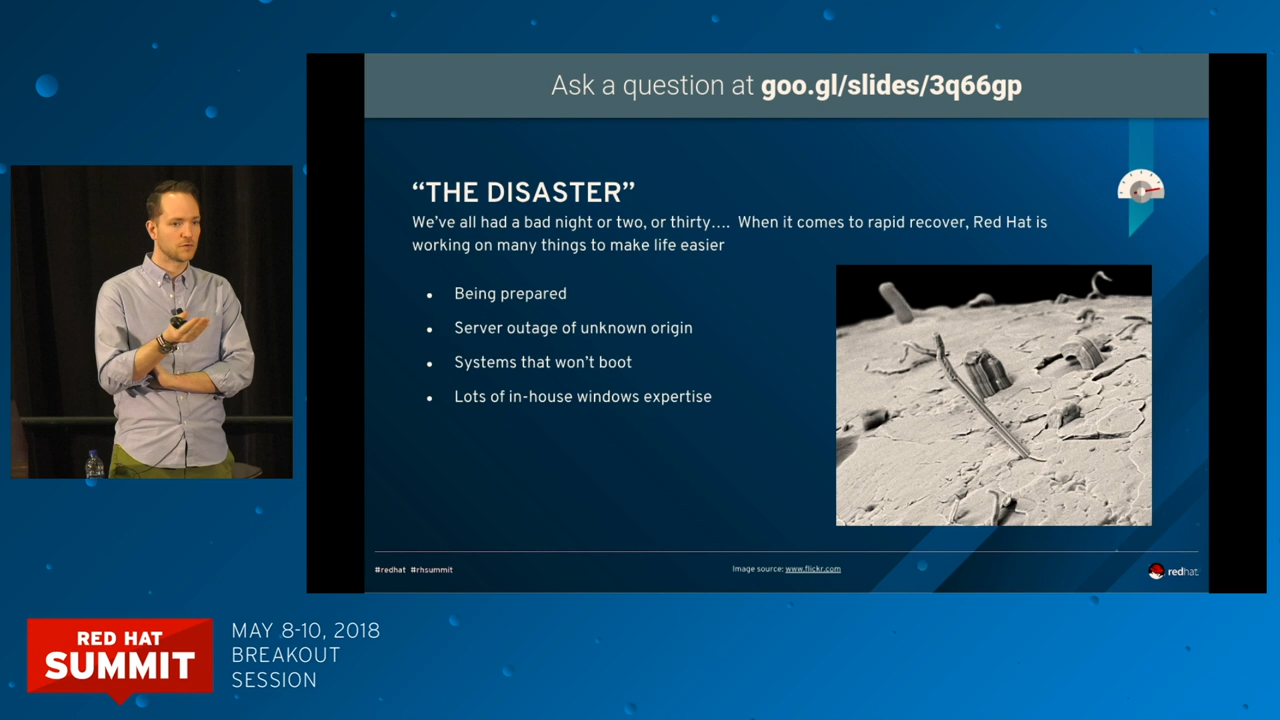 Ask a question at goo.gl/slides/3q66gp
“THE DISASTER”
We’ve all had a bad night or two, or thirty…. When it comes to rapid recover, Red Hat is
working on many things to make life easier
• Being prepared
• Server outage of unknown origin
• Systems that won’t boot
• Lots of in-house windows expertise
#redhat #rhsummit
Image source: www.flickr.com
redhat
RED HAT
SUMMIT
MAY 8-10, 2018
BREAKOUT
SESSION